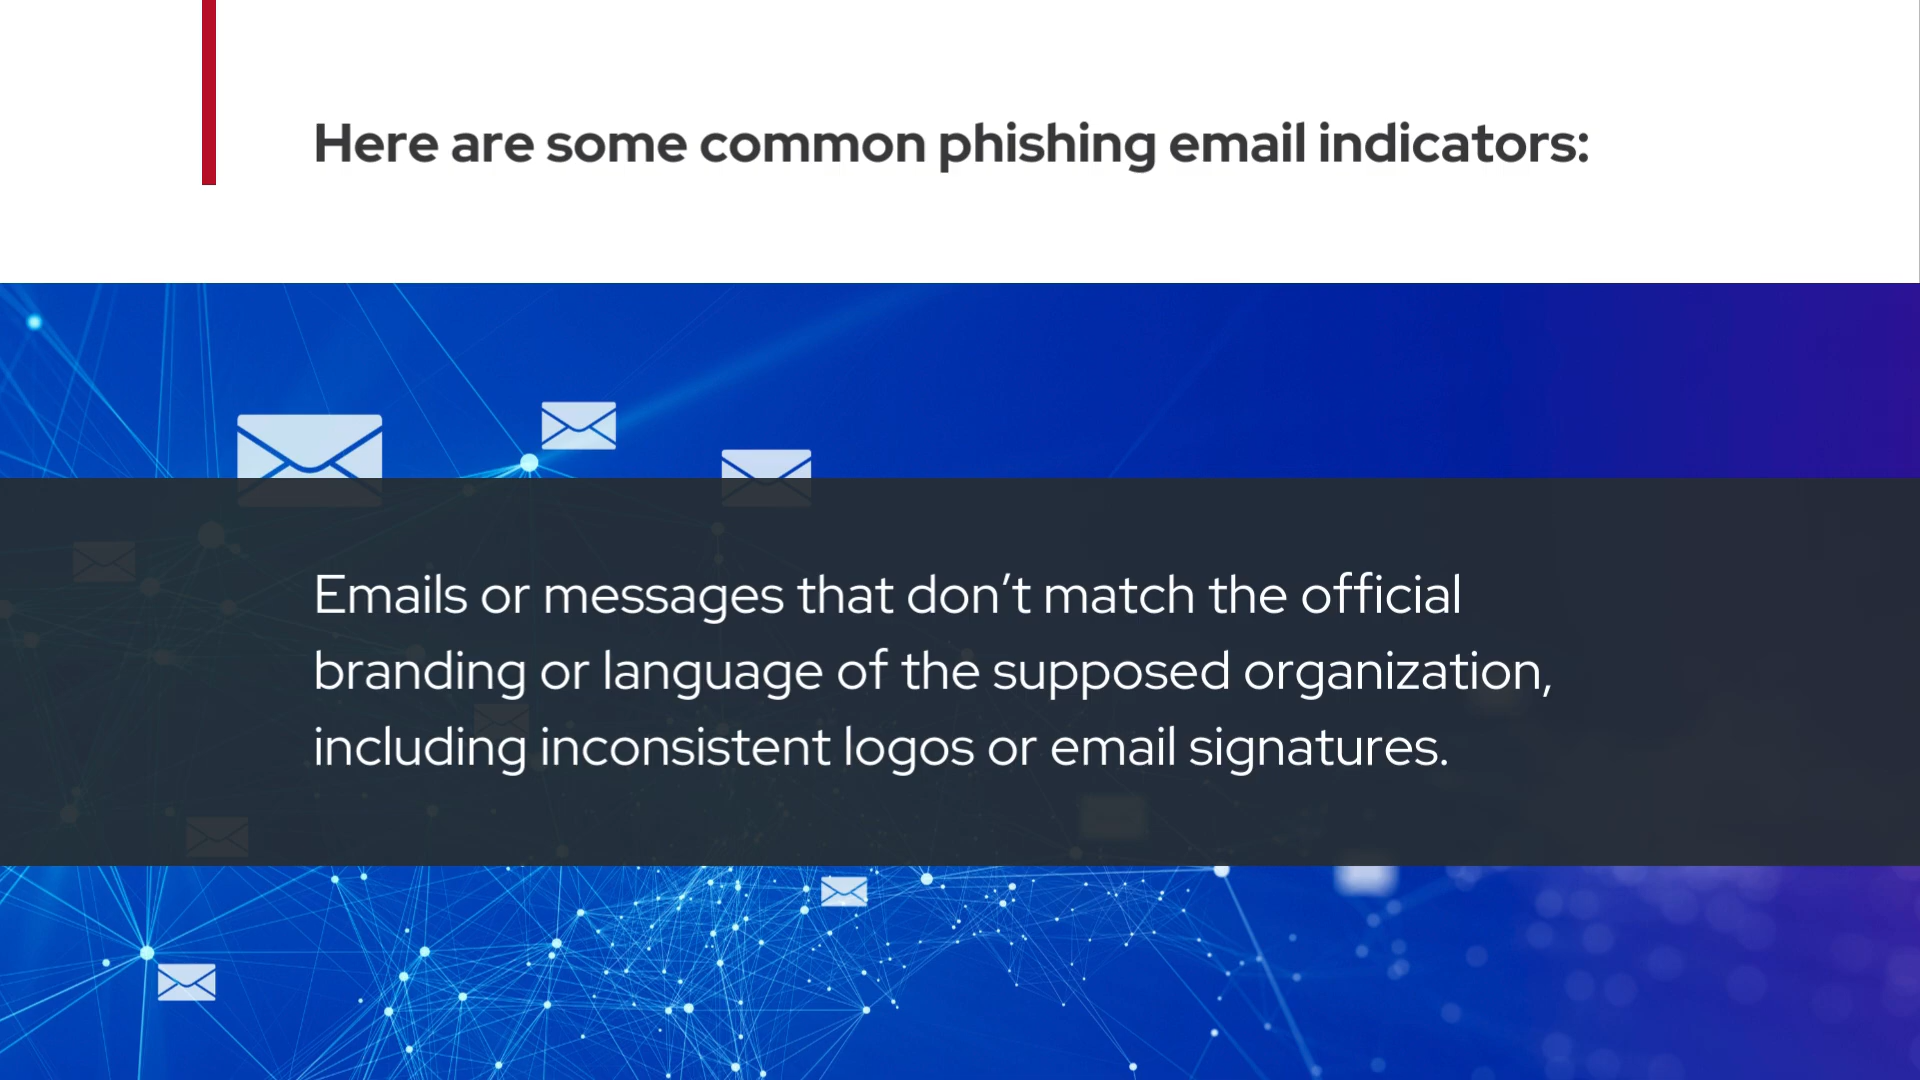 Here are some common phishing email indicators:
Emails or messages that don’t match the official
branding or language of the supposed organization,
including inconsistent logos or email signatures.